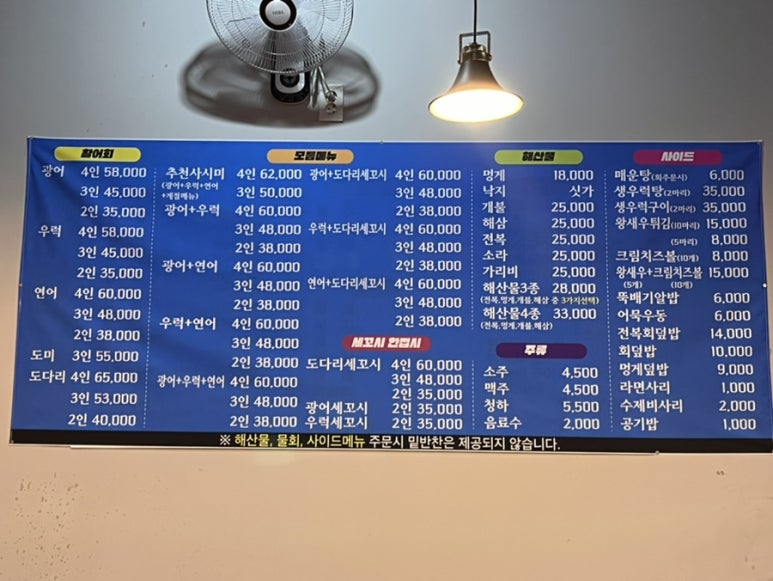 활어회
광어 4인 58,000
3인 45,000
2인 35,000
우럭 4인 58,000
3인 45,000
2인 35,000
연어 4인 60,000
3인 48,000
2인 38,000
도미 3인 55,000
도다리 4인 65,000
3인 53,000
2인 40,000
모듬메뉴
추천사시미 4인 62,000
(광어+우럭+연어
+계절메뉴) 3인 50,000
광어+우럭 4인 60,000
3인 48,000
2인 38,000
광어+연어 4인 60,000
3인 48,000
2인 38,000
우럭+연어 4인 60,000
3인 48,000
2인 38,000
광어+우럭+연어 4인 60,000
3인 48,000
2인 38,000
광어+도다리세꼬시 4인 60,000
3인 48,000
2인 38,000
우럭+도다리세꼬시 4인 60,000
3인 48,000
2인 38,000
연어+도다리세꼬시 4인 60,000
3인 48,000
2인 38,000
세꼬시 한접시
도다리세꼬시 4인 60,000
3인 48,000
2인 35,000
광어세꼬시 2인 35,000
우럭세꼬시 2인 35,000
해산물
멍게 18,000
낙지 싯가
개불 25,000
해삼 25,000
전복 25,000
소라 25,000
가리비 25,000
해산물3종 28,000
(전복,멍게,개불,해삼 중 3가지선택)
해산물4종 33,000
(전복,멍게,개불,해삼)
주류
소주 4,500
맥주 4,500
청하 5,500
음료수 2,000
사이드
매운탕(회주문시) 6,000
생우럭탕(2마리) 35,000
생우럭구이(2마리) 35,000
왕새우튀김(10마리) 15,000
(5마리) 8,000
크림치즈볼(10개) 8,000
왕새우+크림치즈볼 15,000
(5개) (10개)
뚝배기알밥 6,000
어묵우동 6,000
전복회덮밥 14,000
회덮밥 10,000
멍게덮밥 9,000
라면사리 1,000
수제비사리 2,000
공기밥 1,000
※ 해산물, 물회, 사이드메뉴 주문시 밑반찬은 제공되지 않습니다.